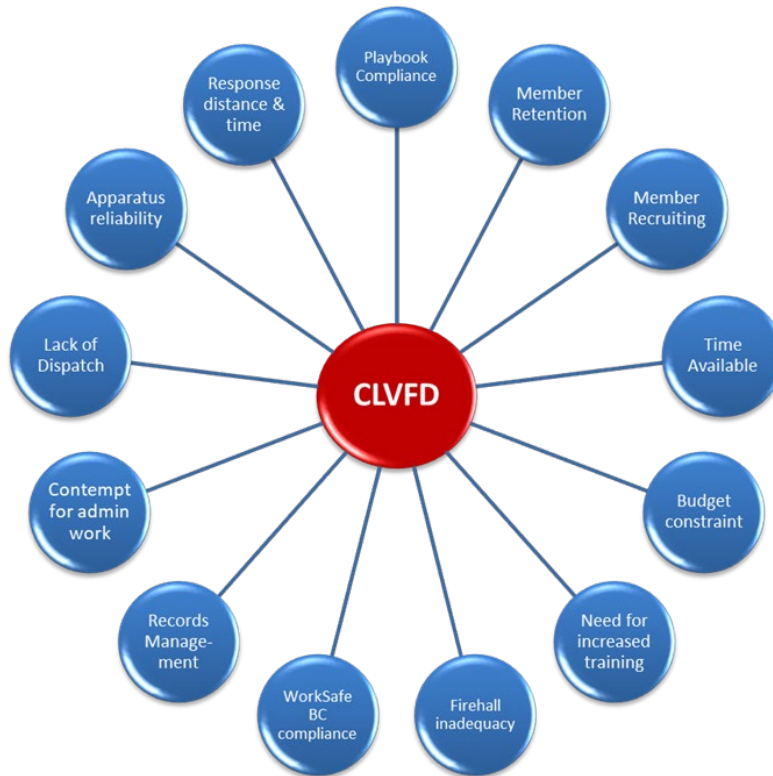 Playbook
Compliance
Member
Retention
Member
Recruiting
Time
Available
Budget
constraint
Need for
increased
training
Firehall
inadequacy
WorkSafe
BC
compliance
Records
Manage-
ment
Contempt
for admin
work
Lack of
Dispatch
Apparatus
reliability
Response
distance &
time
CLVFD